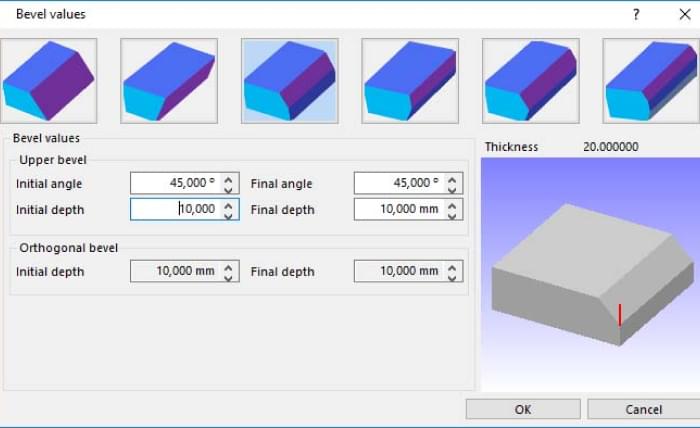 Bevel values ? ×
Bevel values
Thickness 20.000000
Upper bevel
Initial angle 45,000 ° Final angle 45,000 °
Initial depth 10,000 Final depth 10,000 mm
Orthogonal bevel
Initial depth 10,000 mm Final depth 10,000 mm
OK Cancel